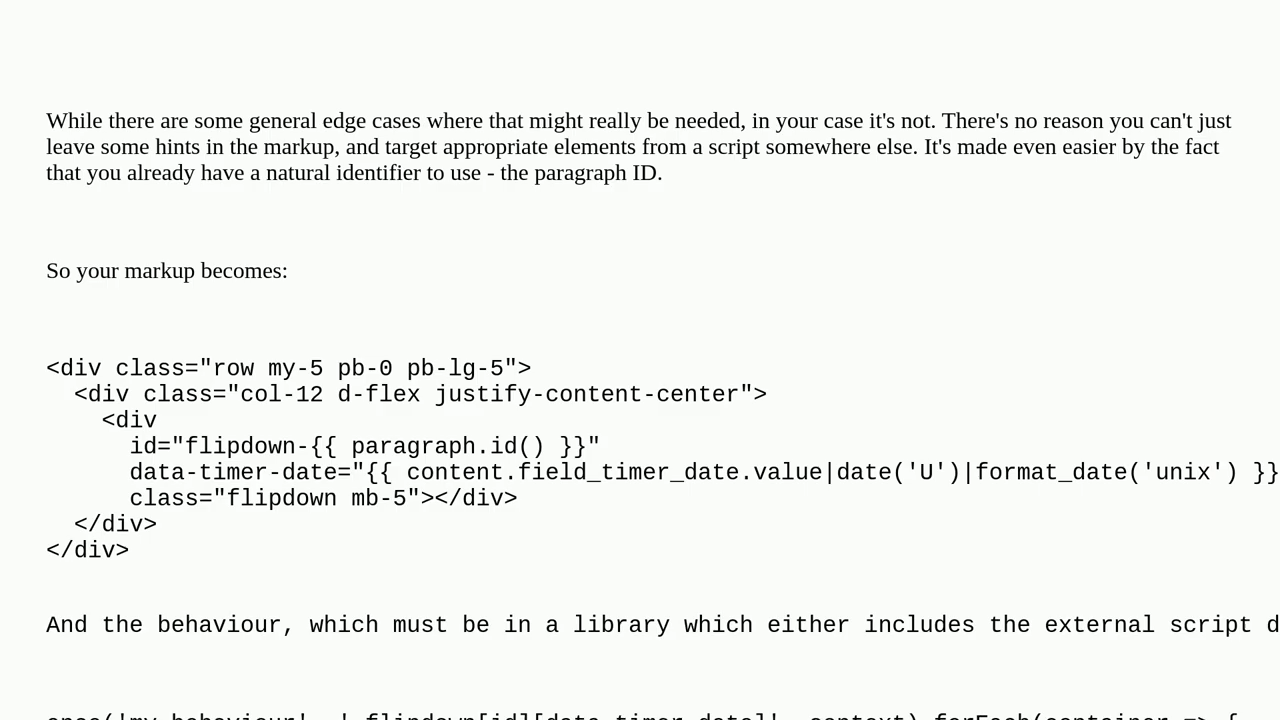 While there are some general edge cases where that might really be needed, in your case it's not. There's no reason you can't just
leave some hints in the markup, and target appropriate elements from a script somewhere else. It's made even easier by the fact
that you already have a natural identifier to use - the paragraph ID.
So your markup becomes:
<div class="row my-5 pb-0 pb-lg-5">
  <div class="col-12 d-flex justify-content-center">
    <div
      id="flipdown-{{ paragraph.id() }}"
      data-timer-date="{{ content.field_timer_date.value|date('U')|format_date('unix') }}
      class="flipdown mb-5"></div>
  </div>
</div>
And the behaviour, which must be in a library which either includes the external script